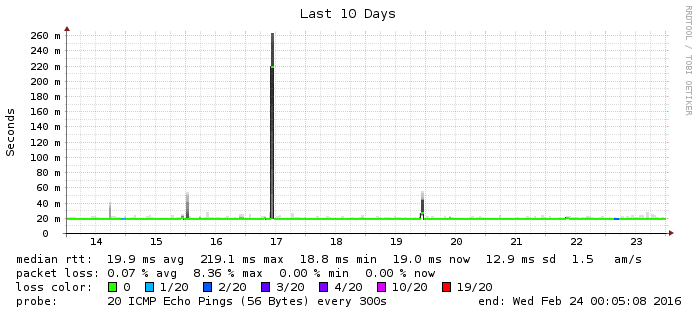 Last 10 Days
RRDTOOL / TOBI OETIKER
Seconds
260 m
240 m
220 m
200 m
180 m
160 m
140 m
120 m
100 m
80 m
60 m
40 m
20 m
0
14 15 16 17 18 19 20 21 22 23
median rtt: 19.9 ms avg 219.1 ms max 18.8 ms min 19.0 ms now 12.9 ms sd 1.5 am/s
packet loss: 0.07 % avg 8.36 % max 0.00 % min 0.00 % now
loss color: 0 1/20 2/20 3/20 4/20 10/20 19/20
probe: 20 ICMP Echo Pings (56 Bytes) every 300s end: Wed Feb 24 00:05:08 2016